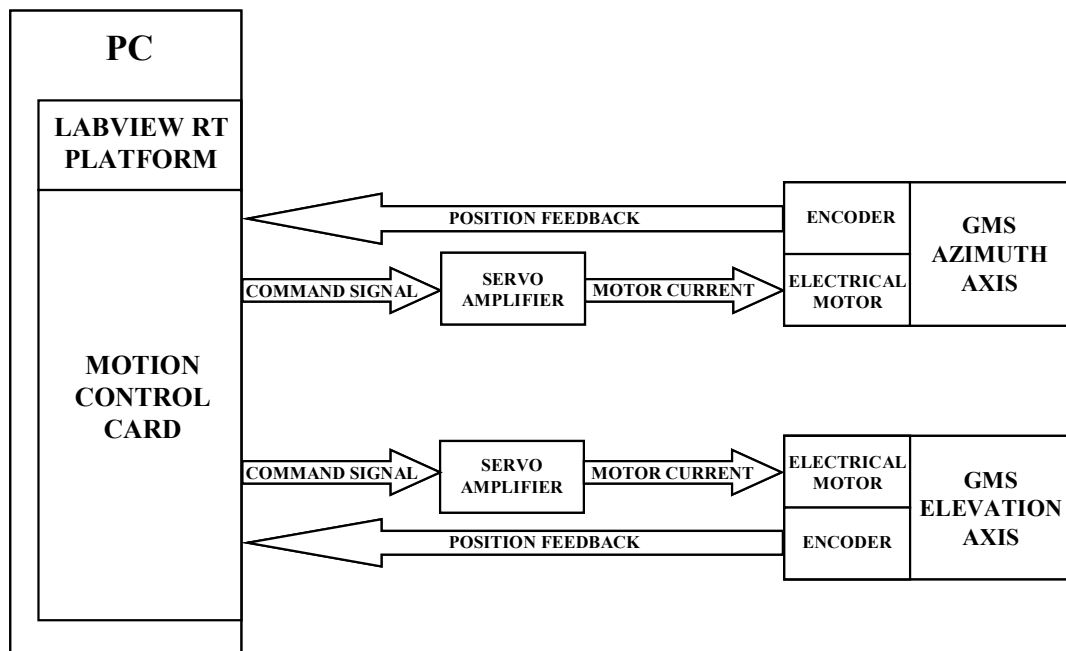 PC
LABVIEW RT
PLATFORM
MOTION
CONTROL
CARD
POSITION FEEDBACK
ENCODER
GMS
AZIMUTH
AXIS
COMMAND SIGNAL
SERVO
AMPLIFIER
MOTOR CURRENT
ELECTRICAL
MOTOR
COMMAND SIGNAL
SERVO
AMPLIFIER
MOTOR CURRENT
ELECTRICAL
MOTOR
GMS
ELEVATION
AXIS
POSITION FEEDBACK
ENCODER